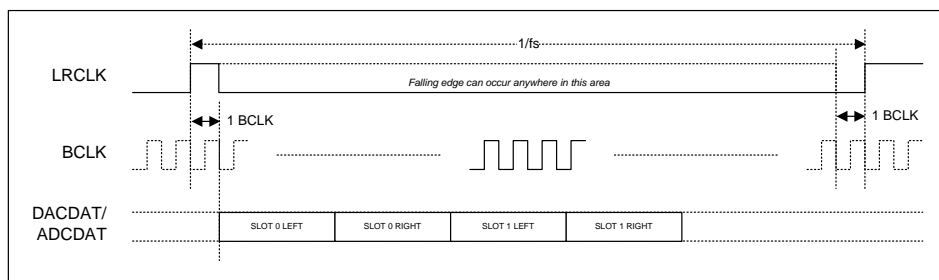 1/fs
LRCLK
Falling edge can occur anywhere in this area
1 BCLK
1 BCLK
BCLK
DACDAT/
ADCDAT
SLOT 0 LEFT
SLOT 0 RIGHT
SLOT 1 LEFT
SLOT 1 RIGHT